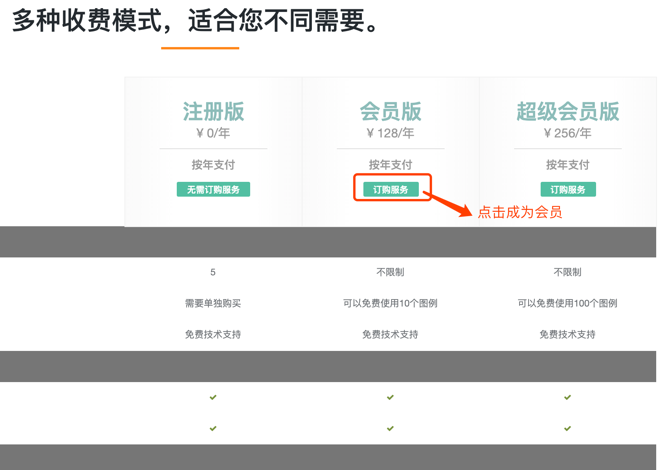 多种收费模式，适合您不同需要。
注册版 会员版 超级会员版
¥ 0/年 ¥ 128/年 ¥ 256/年
按年支付 按年支付 按年支付
无需订购服务 订购服务 订购服务
点击成为会员
5 不限制 不限制
需要单独购买 可以免费使用10个图例 可以免费使用100个图例
免费技术支持 免费技术支持 免费技术支持